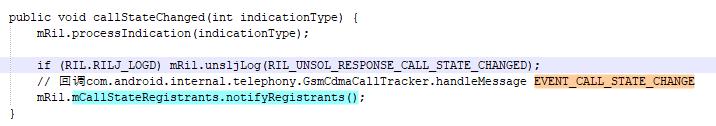 public void callStateChanged(int indicationType) {
mRil.processIndication(indicationType);
if (RIL.RILJ_LOGD) mRil.unsljLog(RIL_UNSOL_RESPONSE_CALL_STATE_CHANGED);
// 回调com.android.internal.telephony.GsmCdmaCallTracker.handleMessage EVENT_CALL_STATE_CHANGE
mRil.mCallStateRegistrants.notifyRegistrants();
}